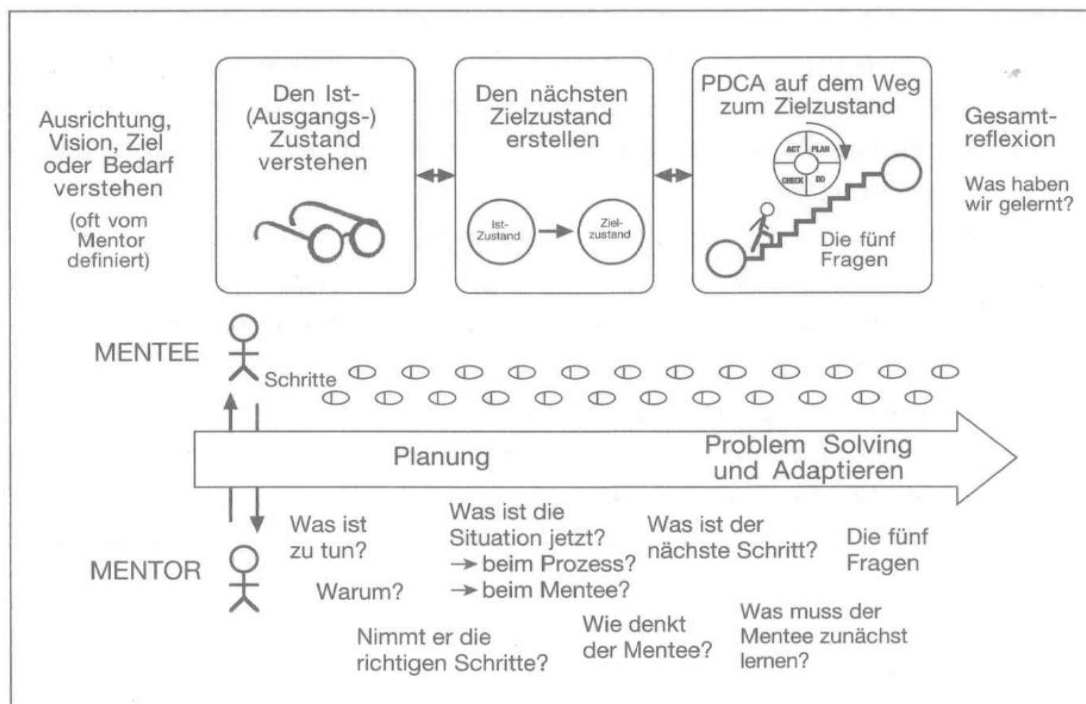 Ausrichtung,
Vision, Ziel
oder Bedarf
verstehen
(oft vom
Mentor
definiert)
Den Ist-
(Ausgangs-)
Zustand
verstehen
Den nächsten
Zielzustand
erstellen
Ist-
Zustand
Ziel-
zustand
PDCA auf dem Weg
zum Zielzustand
ACT PLAN
CHECK DO
Die fünf
Fragen
Gesamt-
reflexion
Was haben
wir gelernt?
MENTEE
Schritte
Planung
Problem Solving
und Adaptieren
MENTOR
Was ist
zu tun?
Warum?
Nimmt er die
richtigen Schritte?
Was ist die
Situation jetzt?
→ beim Prozess?
→ beim Mentee?
Wie denkt
der Mentee?
Was ist der
nächste Schritt?
Was muss der
Mentee zunächst
lernen?
Die fünf
Fragen